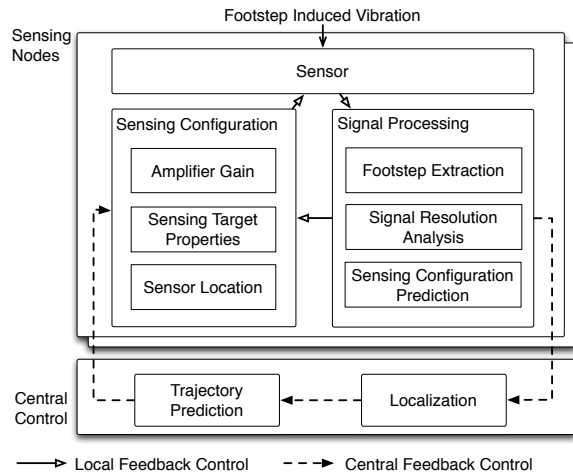 Footstep Induced Vibration
Sensing
Nodes
Sensor
Sensing Configuration
Amplifier Gain
Sensing Target
Properties
Sensor Location
Signal Processing
Footstep Extraction
Signal Resolution
Analysis
Sensing Configuration
Prediction
Central
Control
Trajectory
Prediction
Localization
Local Feedback Control
Central Feedback Control